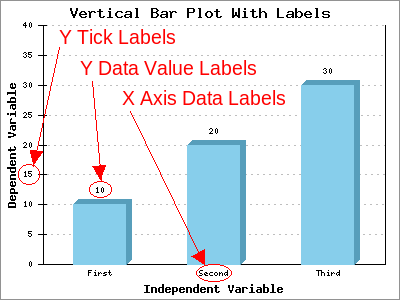 Vertical Bar Plot With Labels
Y Tick Labels
Y Data Value Labels
X Axis Data Labels
Dependent Variable
40
35
30
25
20
15
10
5
0
10
20
30
First
Second
Third
Independent Variable